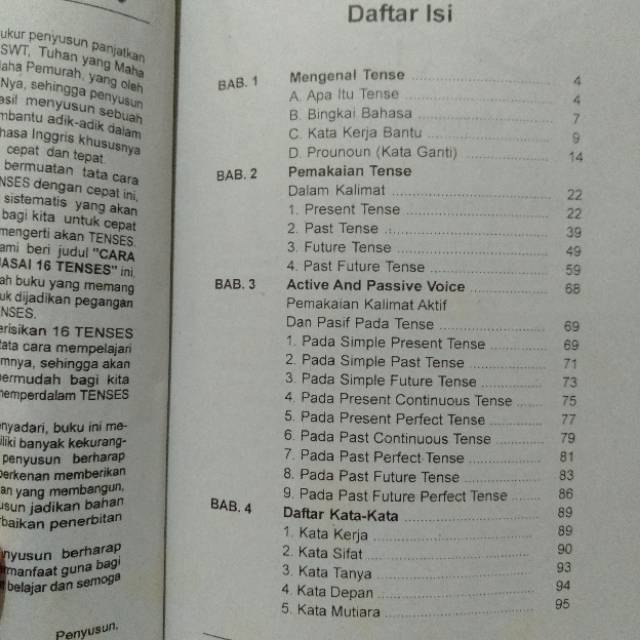 ukur penyusun panjatkan
SWT, Tuhan yang Maha
aha Pemurah, yang oleh
Nya, sehingga penyusun
asil menyusun sebuah
mbantu adik-adik dalam
hasa Inggris khususnya
cepat dan tepat.
bermuatan tata cara
NSES dengan cepat ini,
sistematis yang akan
bagi kita untuk cepat
mengerti akan TENSES.
ami beri judul "CARA
ASAI 16 TENSES" ini,
ah buku yang memang
uk dijadikan pegangan
NSES.
erisikan 16 TENSES
tata cara mempelajari
mnya, sehingga akan
permudah bagi kita
memperdalam TENSES
nyadari, buku ini me-
iliki banyak kekurang-
penyusun berharap
perkenan memberikan
an yang membangun,
usun jadikan bahan
rbaikan penerbitan
nyusun berharap
manfaat guna bagi
belajar dan semoga
Penyusun,
Daftar Isi
BAB. 1 Mengenal Tense 4
A. Apa Itu Tense 4
B. Bingkai Bahasa 7
C. Kata Kerja Bantu 9
D. Prounoun (Kata Ganti) 14
BAB. 2 Pemakaian Tense
Dalam Kalimat 22
1. Present Tense 22
2. Past Tense 39
3. Future Tense 49
4. Past Future Tense 59
BAB. 3 Active And Passive Voice 68
Pemakaian Kalimat Aktif
Dan Pasif Pada Tense 69
1. Pada Simple Present Tense 69
2. Pada Simple Past Tense 71
3. Pada Simple Future Tense 73
4. Pada Present Continuous Tense 75
5. Pada Present Perfect Tense 77
6. Pada Past Continuous Tense 79
7. Pada Past Perfect Tense 81
8. Pada Past Future Tense 83
9. Pada Past Future Perfect Tense 86
BAB. 4 Daftar Kata-Kata 89
1. Kata Kerja 89
2. Kata Sifat 90
3. Kata Tanya 93
4. Kata Depan 94
5. Kata Mutiara 95